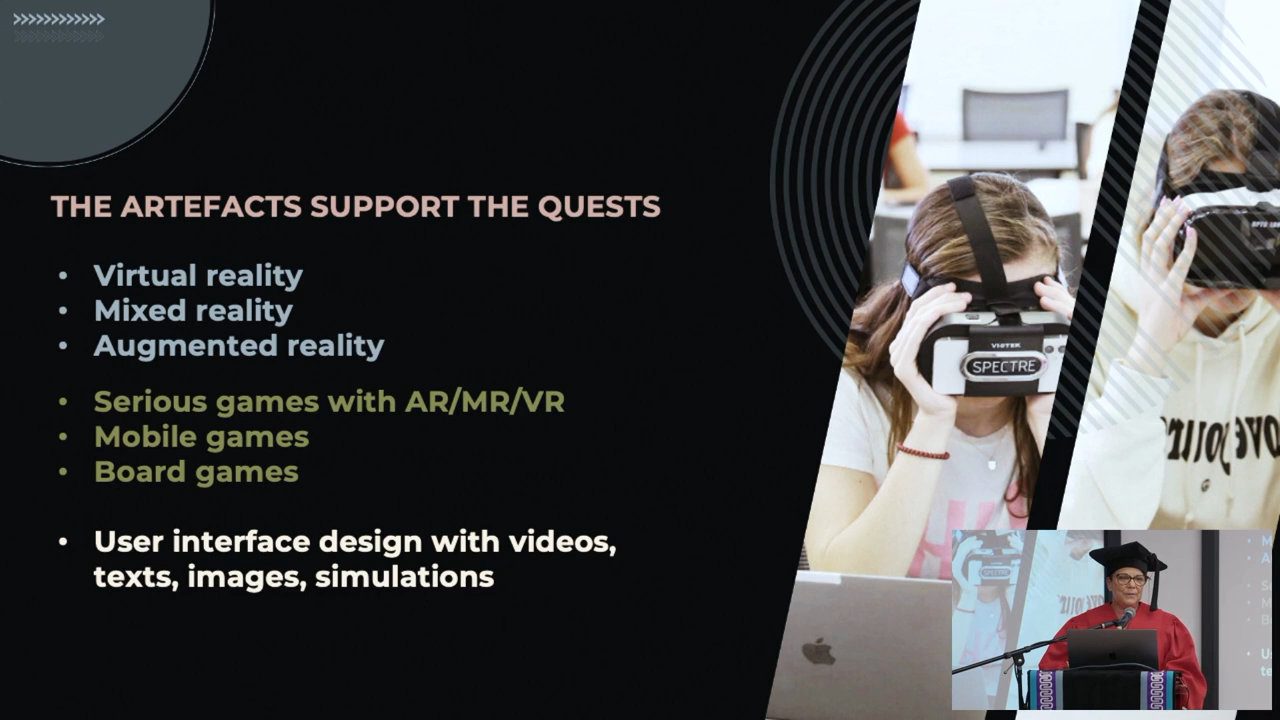 THE ARTEFACTS SUPPORT THE QUESTS
• Virtual reality
• Mixed reality
• Augmented reality
• Serious games with AR/MR/VR
• Mobile games
• Board games
• User interface design with videos,
texts, images, simulations
VIOTEK
SPECTRE